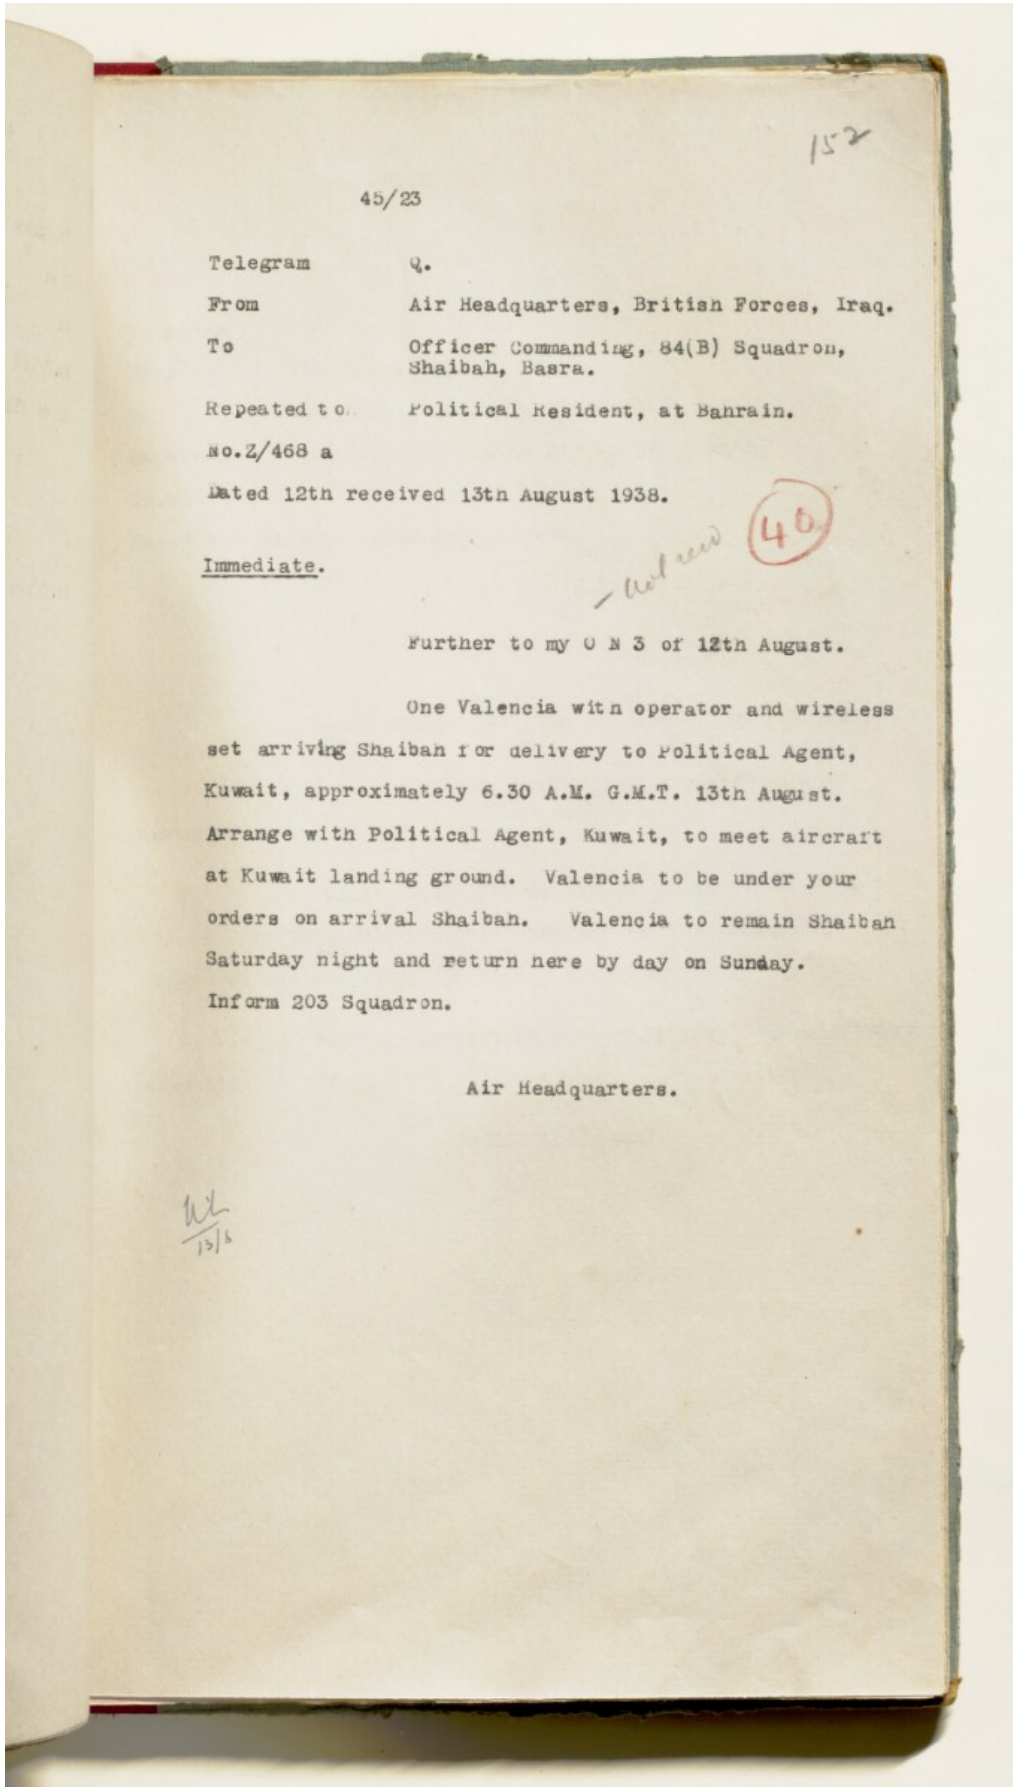 152
45/23
Telegram Q.
From Air Headquarters, British Forces, Iraq.
To Officer Commanding, 84(B) Squadron,
Shaibah, Basra.
Repeated to Political Resident, at Bahrain.
No.Z/468 a
Dated 12th received 13th August 1938.
40
Immediate.
— not recd
Further to my O N 3 of 12th August.
One Valencia with operator and wireless
set arriving Shaibah for delivery to Political Agent,
Kuwait, approximately 6.30 A.M. G.M.T. 13th August.
Arrange with Political Agent, Kuwait, to meet aircraft
at Kuwait landing ground. Valencia to be under your
orders on arrival Shaibah. Valencia to remain Shaibah
Saturday night and return here by day on Sunday.
Inform 203 Squadron.
Air Headquarters.
13/8